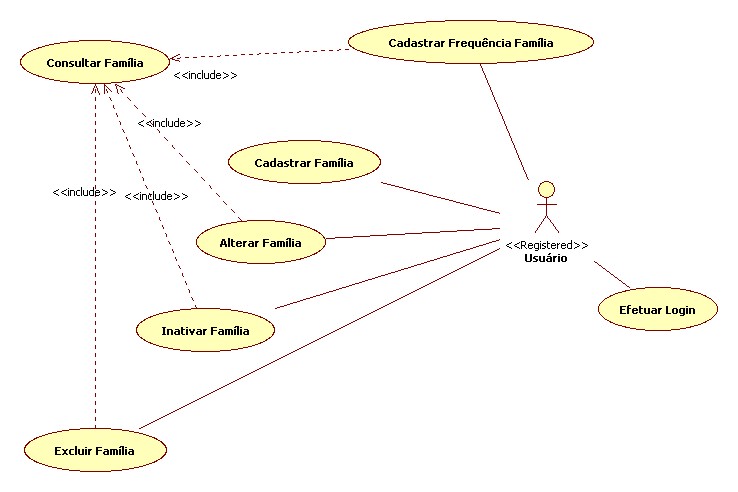 Cadastrar Frequência Família
Consultar Família
<<include>>
<<include>>
Cadastrar Família
<<include>>
<<include>>
Alterar Família
<<Registered>>
Usuário
Efetuar Login
Inativar Família
Excluir Família